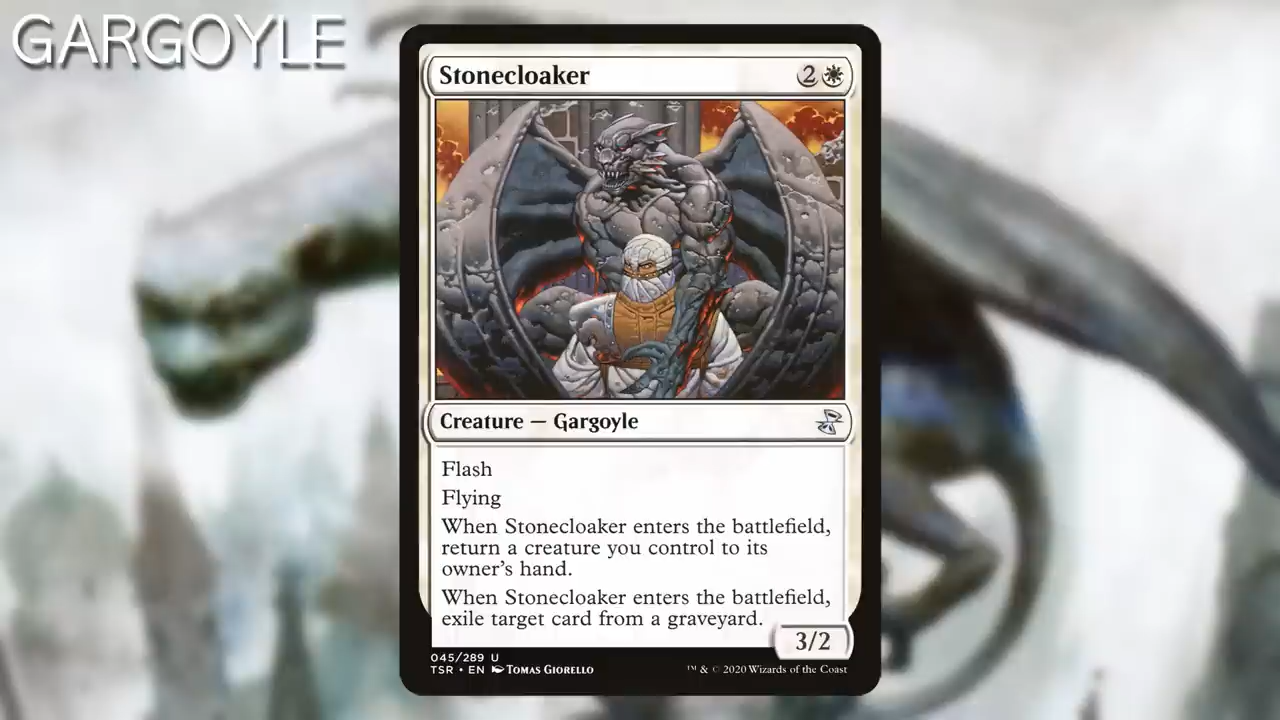 GARGOYLE
Stonecloaker 2
Creature — Gargoyle
Flash
Flying
When Stonecloaker enters the battlefield,
return a creature you control to its
owner's hand.
When Stonecloaker enters the battlefield,
exile target card from a graveyard.
3/2
045/289 U
TSR • EN Tomas Giorello
™ & © 2020 Wizards of the Coast